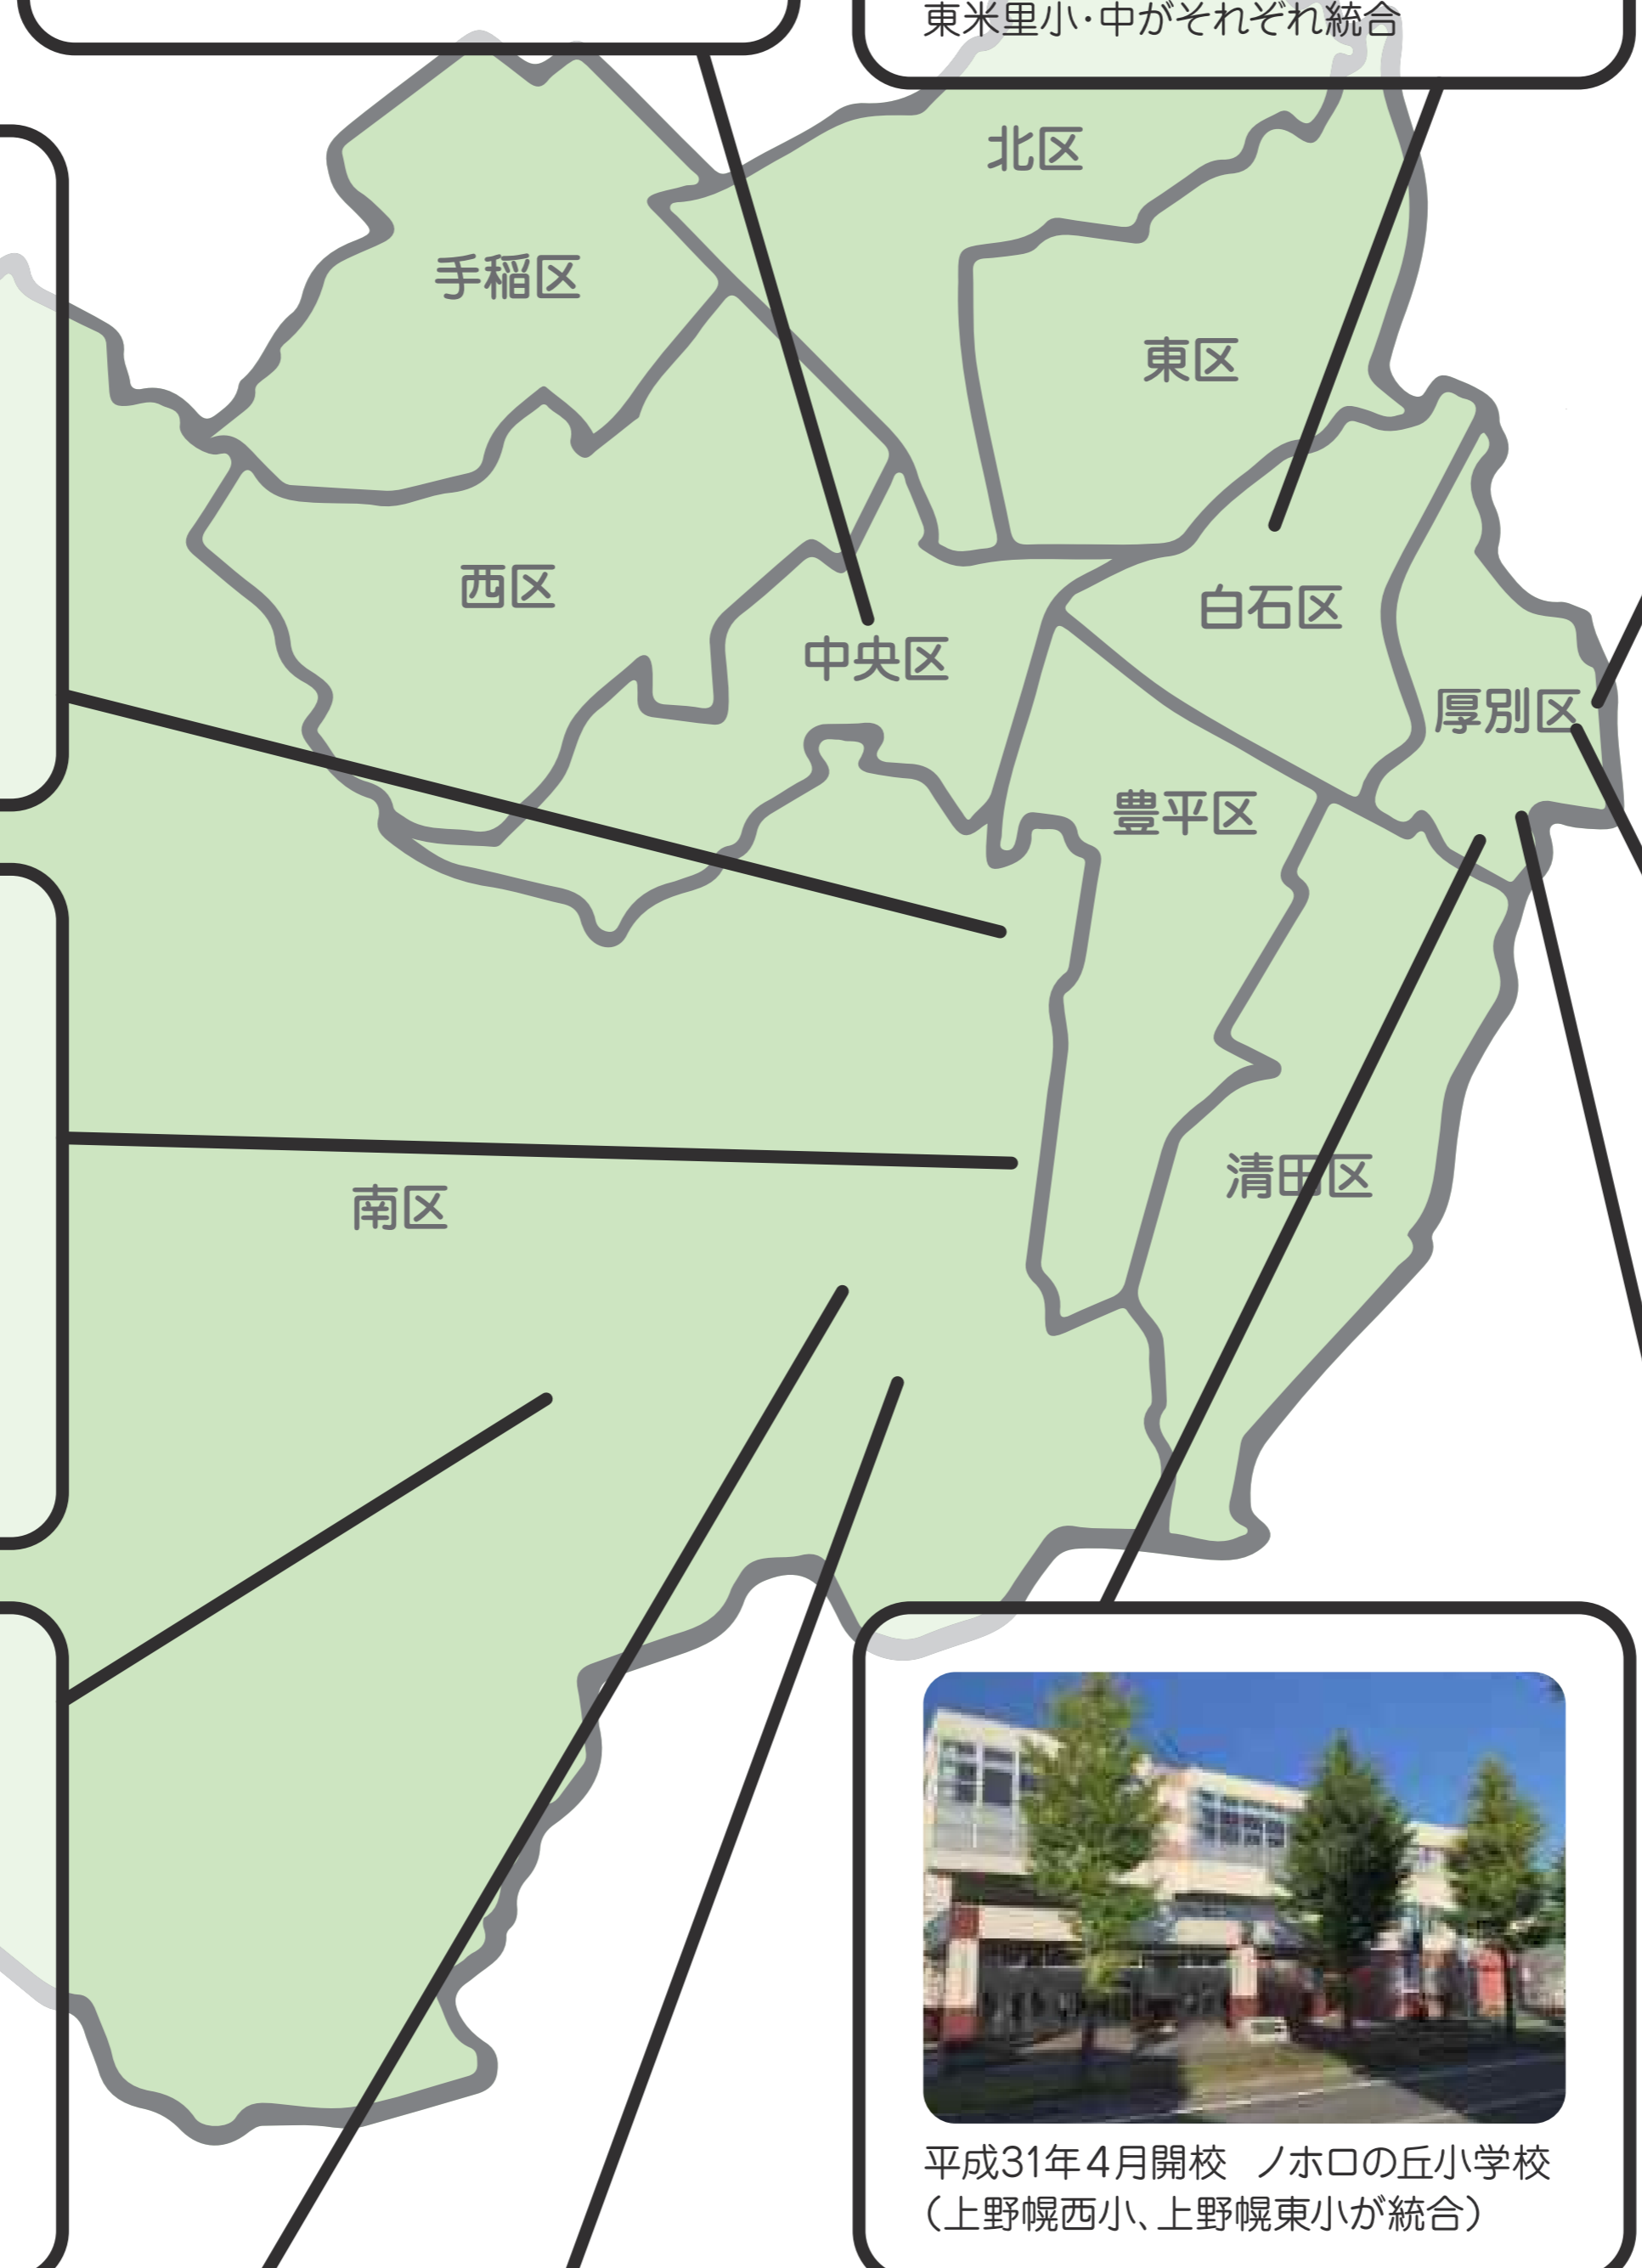 東米里小・中がそれぞれ統合
北区
手稲区
東区
西区
白石区
中央区
厚別区
豊平区
清田区
南区
平成31年4月開校　ノホロの丘小学校
（上野幌西小、上野幌東小が統合）